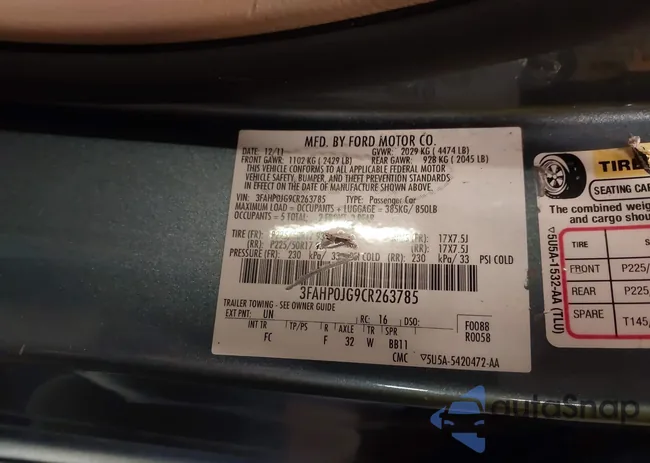 MFD. BY FORD MOTOR CO.
DATE: 12/11 GVWR: 2029 KG ( 4474 LB)
FRONT GAWR: 1102 KG ( 2429 LB) REAR GAWR: 928 KG ( 2045 LB)
THIS VEHICLE CONFORMS TO ALL APPLICABLE FEDERAL MOTOR
VEHICLE SAFETY, BUMPER, AND THEFT PREVENTION STANDARDS
IN EFFECT ON THE DATE OF MANUFACTURE SHOWN ABOVE.
VIN: 3FAHP0JG9CR263785 TYPE: Passenger Car
MAXIMUM LOAD = OCCUPANTS + LUGGAGE = 385KG/ 850LB
OCCUPANTS = 5 TOTAL
TIRE (FR): 17X7.5J
(RR): P225/50R17 (RR): 17X7.5J
PRESSURE (FR): 230 kPa/ 33 PSI COLD (RR): 230 kPa/ 33 PSI COLD
3FAHP0JG9CR263785
TRAILER TOWING - SEE OWNER GUIDE
EXT PNT: UN RC: 16 DSO: F0088
INT TR TP/PS R AXLE TR SPR R0058
FC F 32 W BB11
CMC ▽5U5A-5420472-AA
▽5U5A-1532-AA (TLU)
TIRE
SEATING CAP
The combined weig
and cargo shou
TIRE S
FRONT P225/
REAR P225/
SPARE T145/
autoSnap